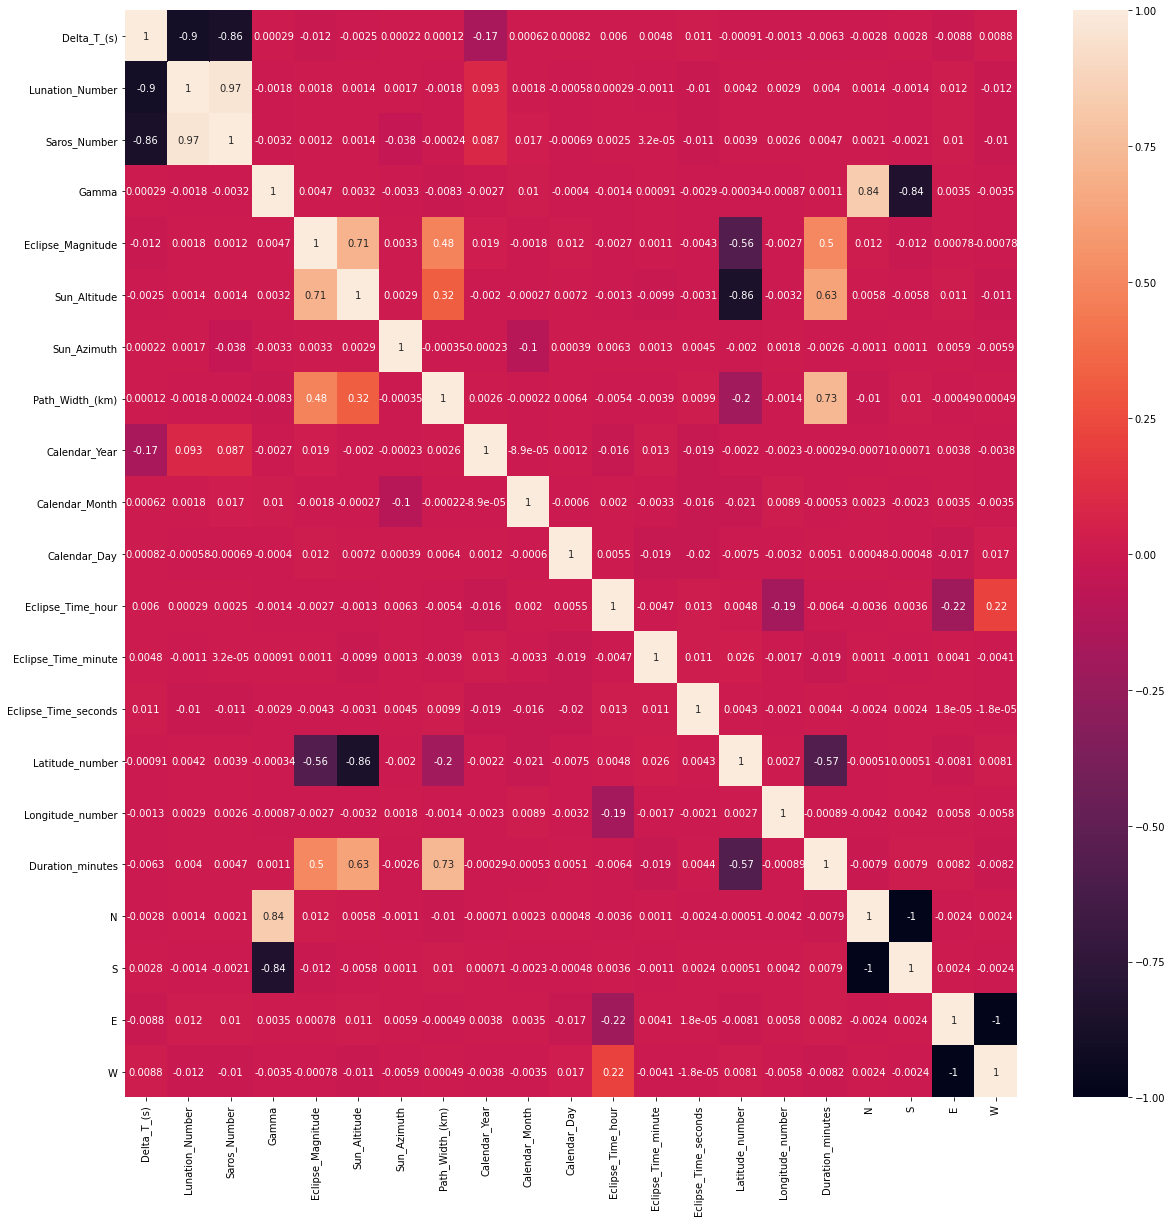 Delta_T_(s) 1 -0.9 -0.86 0.00029 -0.012 -0.0025 0.00022 0.00012 -0.17 0.00062 0.00082 0.006 0.0048 0.011 -0.00091 -0.0013 -0.0063 -0.0028 0.0028 -0.0088 0.0088
Lunation_Number -0.9 1 0.97 -0.0018 0.0018 0.0014 0.0017 -0.0018 0.093 0.0018 -0.00058 0.00029 -0.0011 -0.01 0.0042 0.0029 0.004 0.0014 -0.0014 0.012 -0.012
Saros_Number -0.86 0.97 1 -0.0032 0.0012 0.0014 -0.038 -0.00024 0.087 0.017 -0.00069 0.0025 3.2e-05 -0.011 0.0039 0.0026 0.0047 0.0021 -0.0021 0.01 -0.01
Gamma 0.00029 -0.0018 -0.0032 1 0.0047 0.0032 -0.0033 -0.0083 -0.0027 0.01 -0.0004 -0.0014 0.00091 -0.0029 -0.00034 -0.00087 0.0011 0.84 -0.84 0.0035 -0.0035
Eclipse_Magnitude -0.012 0.0018 0.0012 0.0047 1 0.71 0.0033 0.48 0.019 -0.0018 0.012 -0.0027 0.0011 -0.0043 -0.56 -0.0027 0.5 0.012 -0.012 0.00078 -0.00078
Sun_Altitude -0.0025 0.0014 0.0014 0.0032 0.71 1 0.0029 0.32 -0.002 -0.00027 0.0072 -0.0013 -0.0099 -0.0031 -0.86 -0.0032 0.63 0.0058 -0.0058 0.011 -0.011
Sun_Azimuth 0.00022 0.0017 -0.038 -0.0033 0.0033 0.0029 1 -0.00035 -0.00023 -0.1 0.00039 0.0063 0.0013 0.0045 -0.002 0.0018 -0.0026 -0.0011 0.0011 0.0059 -0.0059
Path_Width_(km) 0.00012 -0.0018 -0.00024 -0.0083 0.48 0.32 -0.00035 1 0.0026 -0.00022 0.0064 -0.0054 -0.0039 0.0099 -0.2 -0.0014 0.73 -0.01 0.01 -0.00049 0.00049
Calendar_Year -0.17 0.093 0.087 -0.0027 0.019 -0.002 -0.00023 0.0026 1 -8.9e-05 0.0012 -0.016 0.013 -0.019 -0.0022 -0.0023 -0.00029 -0.00071 0.00071 0.0038 -0.0038
Calendar_Month 0.00062 0.0018 0.017 0.01 -0.0018 -0.00027 -0.1 -0.00022 -8.9e-05 1 -0.0006 0.002 -0.0033 -0.016 -0.021 0.0089 -0.00053 0.0023 -0.0023 0.0035 -0.0035
Calendar_Day 0.00082 -0.00058 -0.00069 -0.0004 0.012 0.0072 0.00039 0.0064 0.0012 -0.0006 1 0.0055 -0.019 -0.02 -0.0075 -0.0032 0.0051 0.00048 -0.00048 -0.017 0.017
Eclipse_Time_hour 0.006 0.00029 0.0025 -0.0014 -0.0027 -0.0013 0.0063 -0.0054 -0.016 0.002 0.0055 1 -0.0047 0.013 0.0048 -0.19 -0.0064 -0.0036 0.0036 -0.22 0.22
Eclipse_Time_minute 0.0048 -0.0011 3.2e-05 0.00091 0.0011 -0.0099 0.0013 -0.0039 0.013 -0.0033 -0.019 -0.0047 1 0.011 0.026 -0.0017 -0.019 0.0011 -0.0011 0.0041 -0.0041
Eclipse_Time_seconds 0.011 -0.01 -0.011 -0.0029 -0.0043 -0.0031 0.0045 0.0099 -0.019 -0.016 -0.02 0.013 0.011 1 0.0043 -0.0021 0.0044 -0.0024 0.0024 1.8e-05 -1.8e-05
Latitude_number -0.00091 0.0042 0.0039 -0.00034 -0.56 -0.86 -0.002 -0.2 -0.0022 -0.021 -0.0075 0.0048 0.026 0.0043 1 0.0027 -0.57 -0.00051 0.00051 -0.0081 0.0081
Longitude_number -0.0013 0.0029 0.0026 -0.00087 -0.0027 -0.0032 0.0018 -0.0014 -0.0023 0.0089 -0.0032 -0.19 -0.0017 -0.0021 0.0027 1 -0.00089 -0.0042 0.0042 0.0058 -0.0058
Duration_minutes -0.0063 0.004 0.0047 0.0011 0.5 0.63 -0.0026 0.73 -0.00029 -0.00053 0.0051 -0.0064 -0.019 0.0044 -0.57 -0.00089 1 -0.0079 0.0079 0.0082 -0.0082
N -0.0028 0.0014 0.0021 0.84 0.012 0.0058 -0.0011 -0.01 -0.00071 0.0023 0.00048 -0.0036 0.0011 -0.0024 -0.00051 -0.0042 -0.0079 1 -1 -0.0024 0.0024
S 0.0028 -0.0014 -0.0021 -0.84 -0.012 -0.0058 0.0011 0.01 0.00071 -0.0023 -0.00048 0.0036 -0.0011 0.0024 0.00051 0.0042 0.0079 -1 1 0.0024 -0.0024
E -0.0088 0.012 0.01 0.0035 0.00078 0.011 0.0059 -0.00049 0.0038 0.0035 -0.017 -0.22 0.0041 1.8e-05 -0.0081 0.0058 0.0082 -0.0024 0.0024 1 -1
W 0.0088 -0.012 -0.01 -0.0035 -0.00078 -0.011 -0.0059 0.00049 -0.0038 -0.0035 0.017 0.22 -0.0041 -1.8e-05 0.0081 -0.0058 -0.0082 0.0024 -0.0024 -1 1
Delta_T_(s)
Lunation_Number
Saros_Number
Gamma
Eclipse_Magnitude
Sun_Altitude
Sun_Azimuth
Path_Width_(km)
Calendar_Year
Calendar_Month
Calendar_Day
Eclipse_Time_hour
Eclipse_Time_minute
Eclipse_Time_seconds
Latitude_number
Longitude_number
Duration_minutes
N
S
E
W
1.00
0.75
0.50
0.25
0.00
−0.25
−0.50
−0.75
−1.00